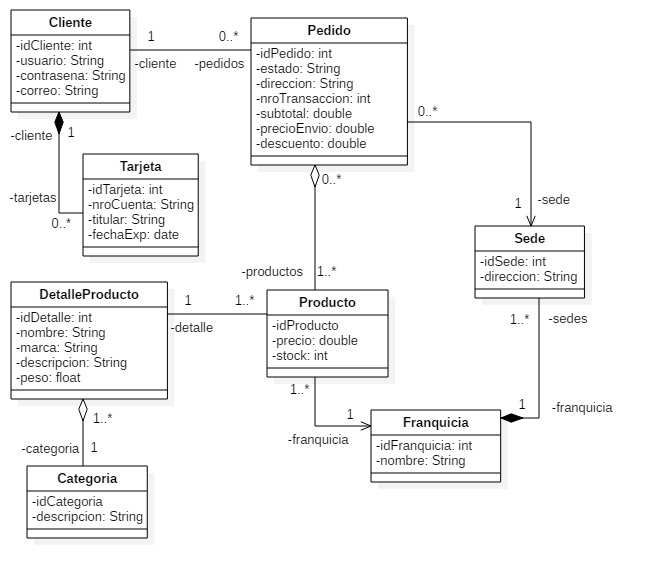 Cliente
-idCliente: int
-usuario: String
-contrasena: String
-correo: String
1
0..*
-cliente
-pedidos
Pedido
-idPedido: int
-estado: String
-direccion: String
-nroTransaccion: int
-subtotal: double
-precioEnvio: double
-descuento: double
-cliente
1
-tarjetas
0..*
Tarjeta
-idTarjeta: int
-nroCuenta: String
-titular: String
-fechaExp: date
0..*
1
-sede
Sede
-idSede: int
-direccion: String
0..*
-productos
1..*
DetalleProducto
-idDetalle: int
-nombre: String
-marca: String
-descripcion: String
-peso: float
1
1..*
-detalle
Producto
-idProducto
-precio: double
-stock: int
1..*
-sedes
1..*
1
-franquicia
1
-franquicia
Franquicia
-idFranquicia: int
-nombre: String
1..*
-categoria
1
Categoria
-idCategoria
-descripcion: String